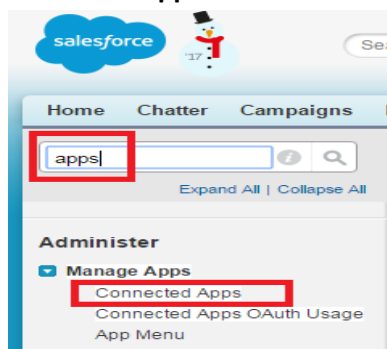 salesforce
'17
Sea
Home Chatter Campaigns
apps
Expand All | Collapse All
Administer
Manage Apps
Connected Apps
Connected Apps OAuth Usage
App Menu